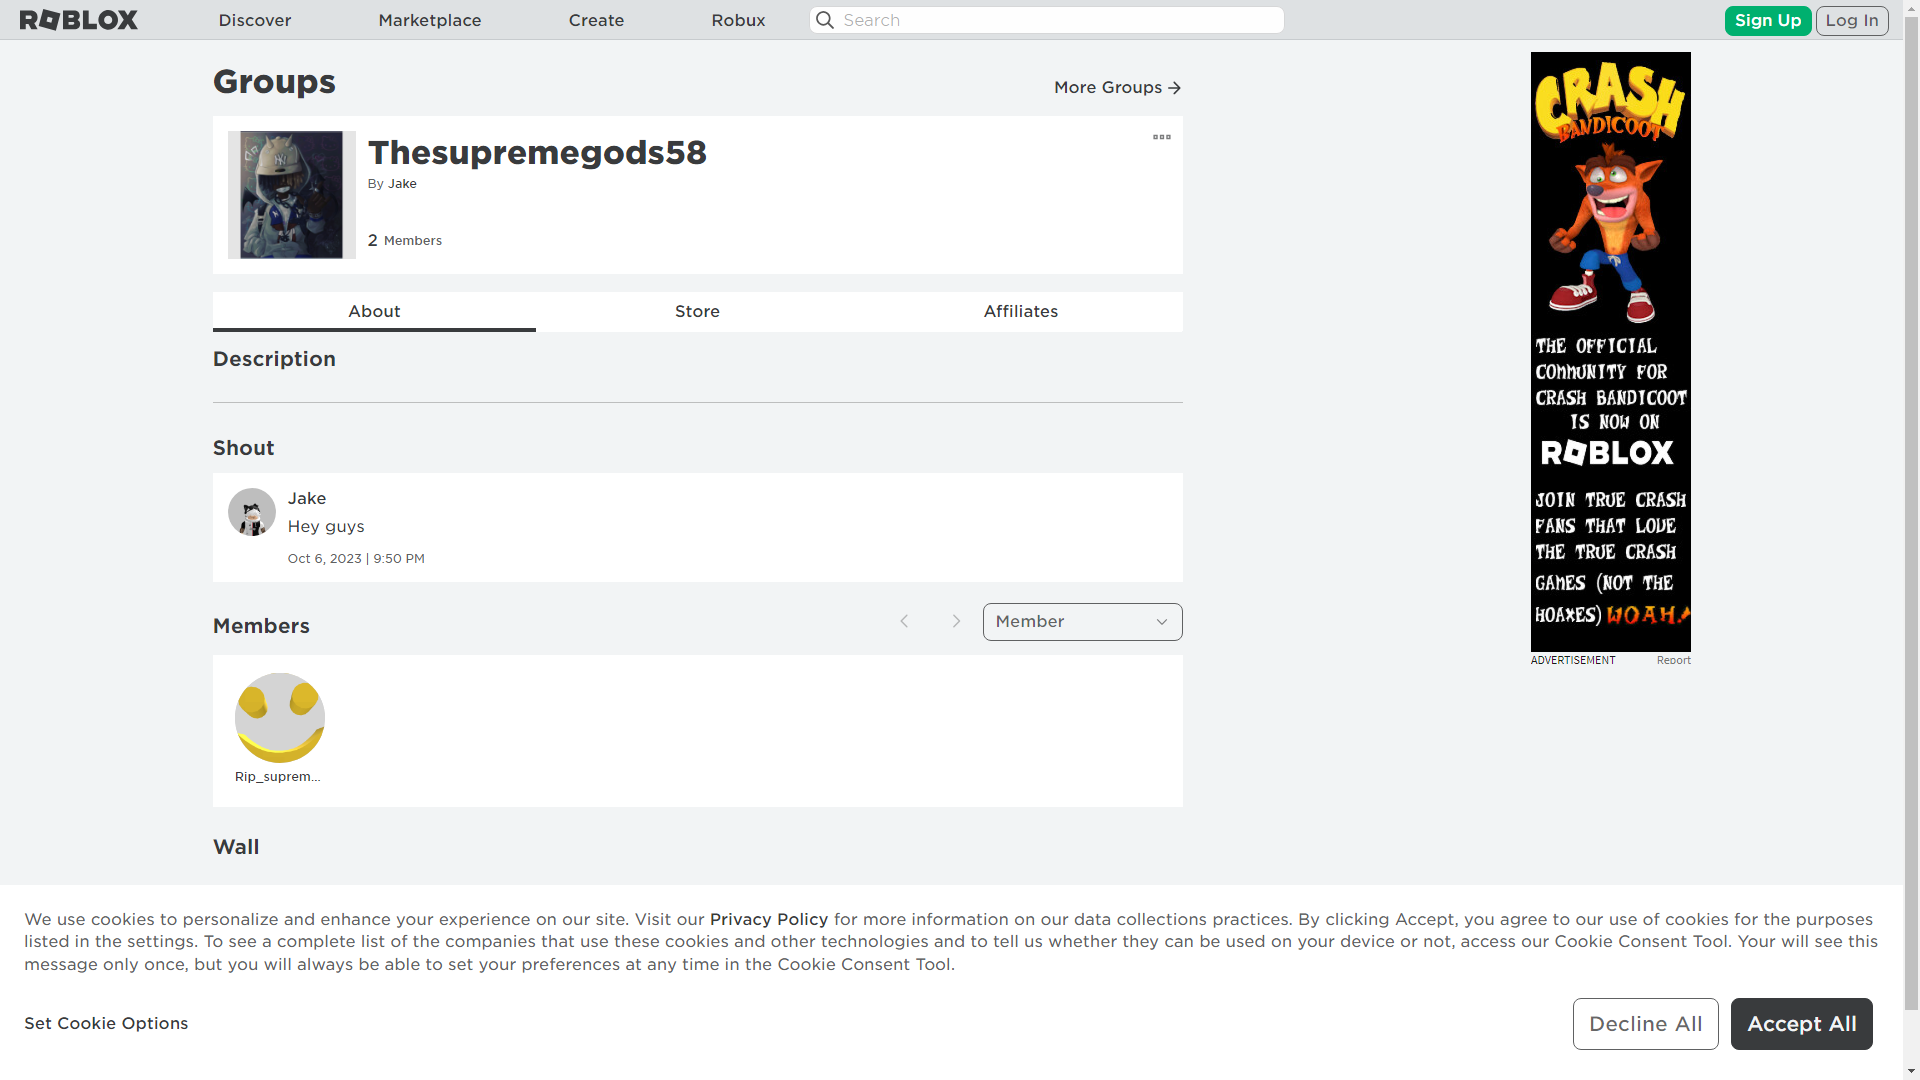 ROBLOX
Discover
Marketplace
Create
Robux
Search
Sign Up
Log In
Groups
More Groups
Thesupremegods58
By Jake
2 Members
About
Store
Affiliates
Description
Shout
Jake
Hey guys
Oct 6, 2023 | 9:50 PM
Members
Member
Rip_suprem...
Wall
CRASH
BANDICOOT
THE OFFICIAL
COMMUNITY FOR
CRASH BANDICOOT
IS NOW ON
ROBLOX
JOIN TRUE CRASH
FANS THAT LOVE
THE TRUE CRASH
GAMES (NOT THE
HOAXES) WOAH!
ADVERTISEMENT
Report
We use cookies to personalize and enhance your experience on our site. Visit our Privacy Policy for more information on our data collections practices. By clicking Accept, you agree to our use of cookies for the purposes
listed in the settings. To see a complete list of the companies that use these cookies and other technologies and to tell us whether they can be used on your device or not, access our Cookie Consent Tool. Your will see this
message only once, but you will always be able to set your preferences at any time in the Cookie Consent Tool.
Set Cookie Options
Decline All
Accept All